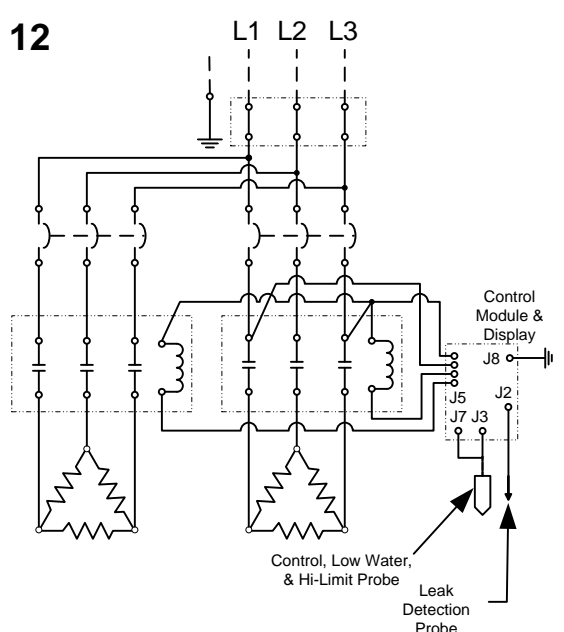 12
L1 L2 L3
Control
Module &
Display
J8
J5
J2
J7 J3
Control, Low Water,
& Hi-Limit Probe
Leak
Detection
Probe